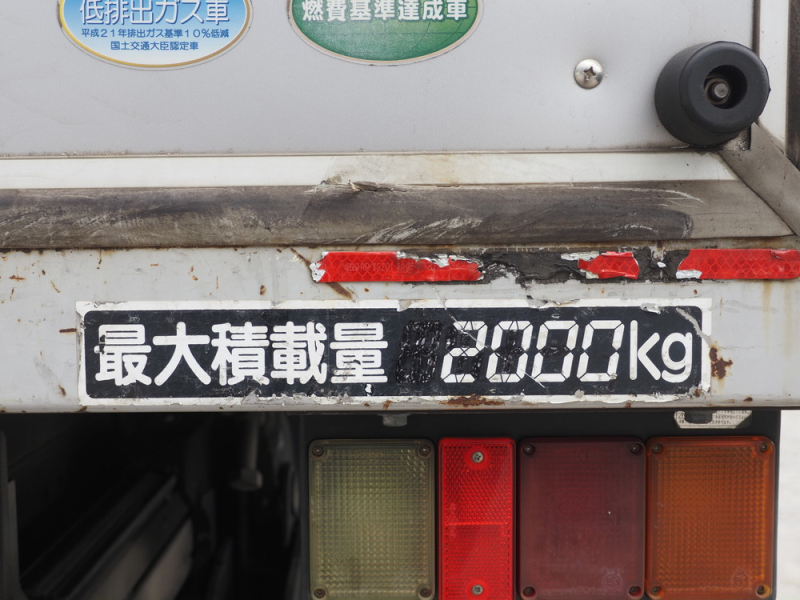 低排出ガス車
平成21年排出ガス基準10%低減
国土交通大臣認定車
燃費基準達成車
最大積載量 2000kg